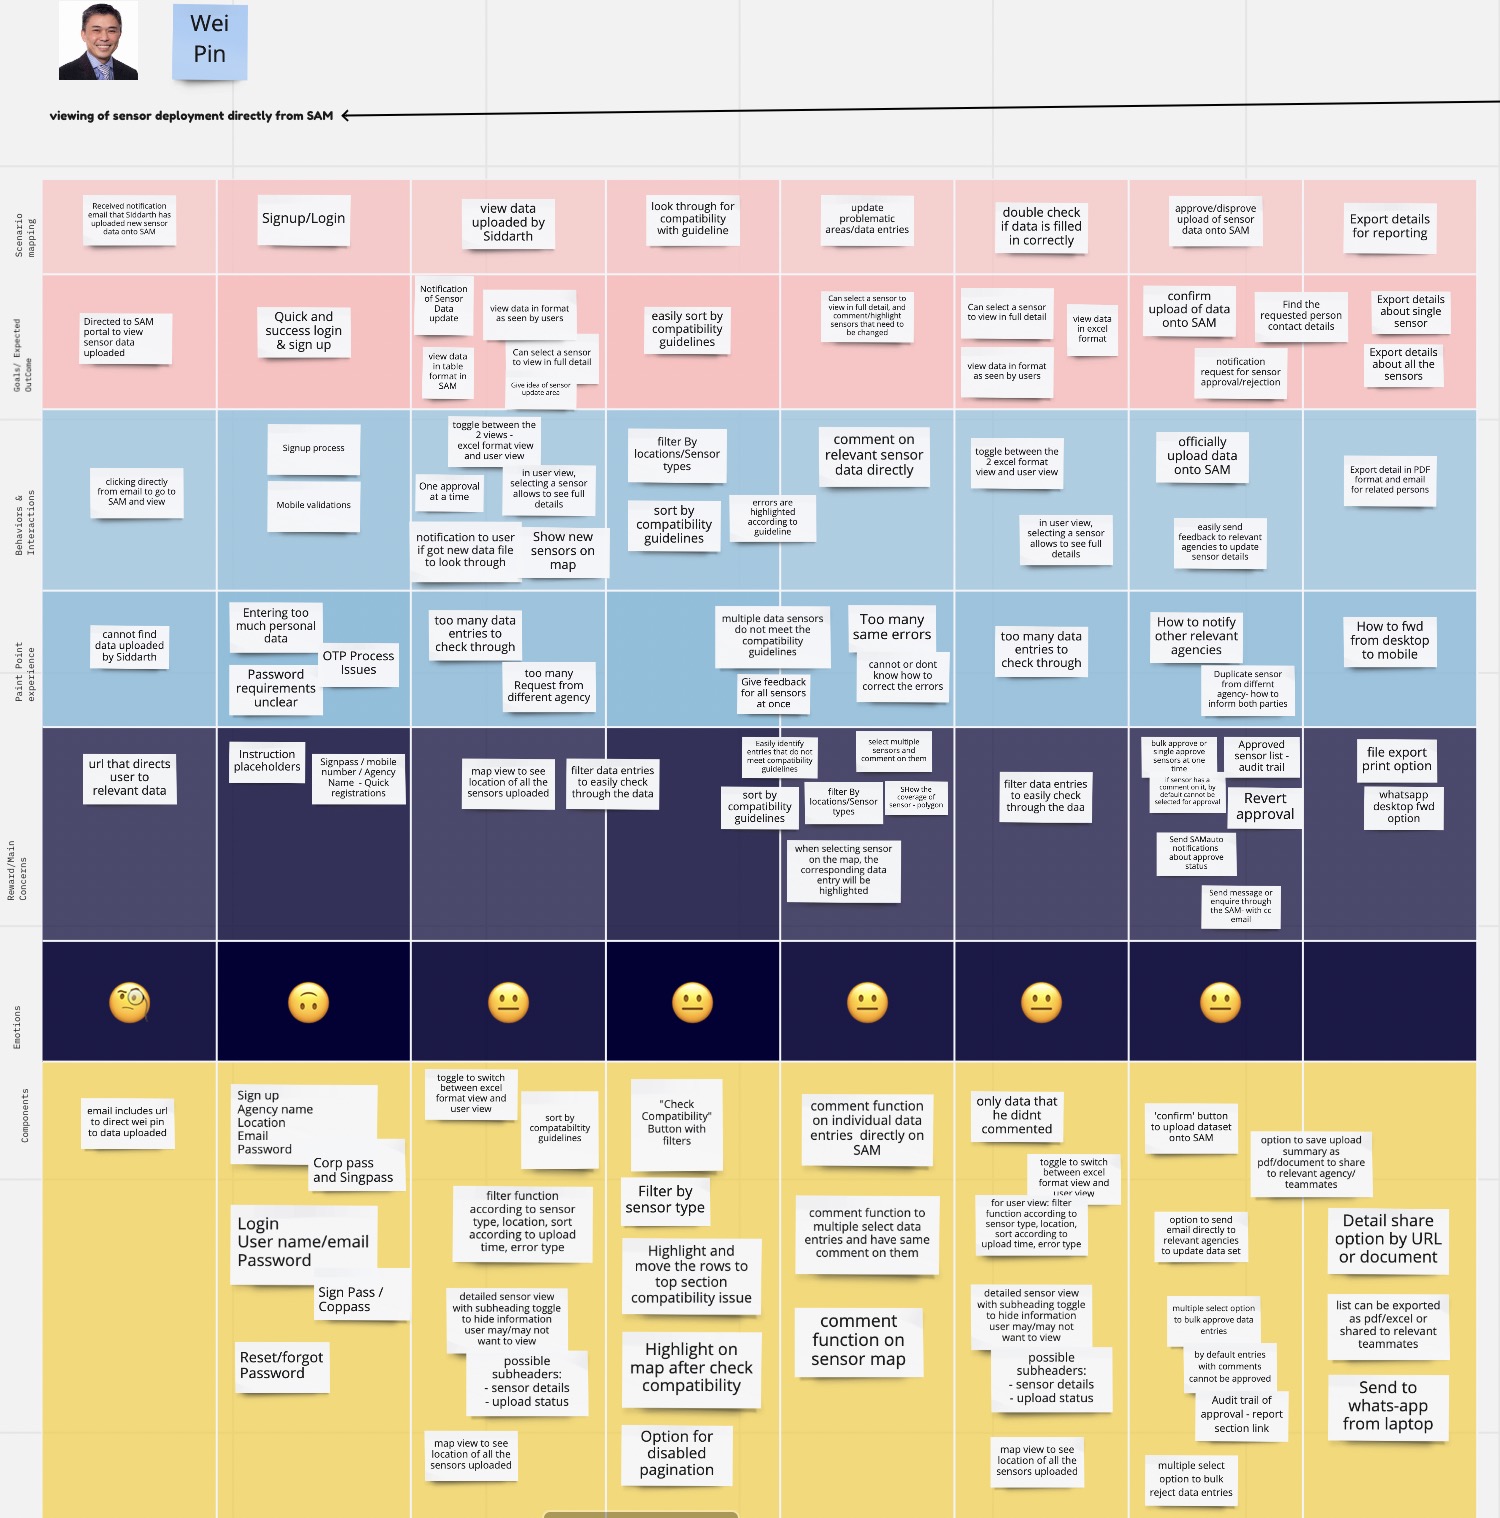 Wei
Pin
viewing of sensor deployment directly from SAM
Scenario
mapping
Received notification
email that Siddarth has
uploaded new sensor
data onto SAM
Signup/Login
view data
uploaded by
Siddarth
look through for
compatibility
with guideline
update
problematic
areas/data entries
double check
if data is filled
in correctly
approve/disprove
upload of sensor
data onto SAM
Export details
for reporting
Goals/ Expected
OutCome
Directed to SAM
portal to view
sensor data
uploaded
Quick and
success login
& sign up
Notification
of Sensor
Data
update
view data in format
as seen by users
view data
in table
format in
SAM
Can select a sensor
to view in full detail
Give idea of sensor
update area
easily sort by
compatibility
guidelines
Can select a sensor to
view in full detail, and
comment/highlight
sensors that need to
be changed
Can select a sensor
to view in full detail
view data
in excel
format
view data in format
as seen by users
confirm
upload of data
onto SAM
Find the
requested person
contact details
notification
request for sensor
approval/rejection
Export details
about single
sensor
Export details
about all the
sensors
Behaviors &
Interactions
clicking directly
from email to go to
SAM and view
Signup process
Mobile validations
toggle between the
2 views -
excel format view
and user view
One approval
at a time
in user view,
selecting a sensor
allows to see full
details
notification to user
if got new data file
to look through
Show new
sensors on
map
filter By
locations/Sensor
types
sort by
compatibility
guidelines
errors are
highlighted
according to
guideline
comment on
relevant sensor
data directly
toggle between the
2 excel format
view and user view
in user view,
selecting a sensor
allows to see full
details
officially
upload data
onto SAM
easily send
feedback to relevant
agencies to update
sensor details
Export detail in PDF
format and email
for related persons
Paint Point
experience
cannot find
data uploaded
by Siddarth
Entering too
much personal
data
OTP Process
Issues
Password
requirements
unclear
too many data
entries to
check through
too many
Request from
different agency
multiple data sensors
do not meet the
compatibility
guidelines
Give feedback
for all sensors
at once
Too many
same errors
cannot or dont
know how to
correct the errors
too many data
entries to
check through
How to notify
other relevant
agencies
Duplicate sensor
from differnt
agency- how to
inform both parties
How to fwd
from desktop
to mobile
Reward/Main
Concerns
url that directs
user to
relevant data
Instruction
placeholders
Signpass / mobile
number / Agency
Name - Quick
registrations
map view to see
location of all the
sensors uploaded
filter data entries
to easily check
through the data
Easily identify
entries that do not
meet compatibility
guidelines
sort by
compatibility
guidelines
select multiple
sensors and
comment on them
filter By
locations/Sensor
types
SHow the
coverage of
sensor - polygon
when selecting sensor
on the map, the
corresponding data
entry will be
highlighted
filter data entries
to easily check
through the daa
bulk approve or
single approve
sensors at one
time
Approved
sensor list -
audit trail
if sensor has a
comment on it, by
default cannot be
selected for approval
Revert
approval
Send SAMauto
notifications
about approve
status
Send message or
enquire through
the SAM- with cc
email
file export
print option
whatsapp
desktop fwd
option
Emotions
Components
email includes url
to direct wei pin
to data uploaded
Sign up
Agency name
Location
Email
Password
Corp pass
and Singpass
Login
User name/email
Password
Sign Pass /
Coppass
Reset/forgot
Password
toggle to switch
between excel
format view and
user view
sort by
compatabiltity
guidelines
filter function
according to sensor
type, location, sort
according to upload
time, error type
detailed sensor view
with subheading toggle
to hide information
user may/may not
want to view
possible
subheaders:
- sensor details
- upload status
map view to see
location of all the
sensors uploaded
"Check
Compatibility"
Button with
filters
Filter by
sensor type
Highlight and
move the rows to
top section
compatibility issue
Highlight on
map after check
compatibility
Option for
disabled
pagination
comment function
on individual data
entries directly on
SAM
comment function to
multiple select data
entries and have same
comment on them
comment
function on
sensor map
only data that
he didnt
commented
toggle to switch
between excel
format view and
user view
for user view: filter
function according to
sensor type, location,
sort according to
upload time, error type
detailed sensor view
with subheading toggle
to hide information
user may/may not
want to view
possible
subheaders:
- sensor details
- upload status
map view to see
location of all the
sensors uploaded
'confirm' button
to upload dataset
onto SAM
option to save upload
summary as
pdf/document to share
to relevant agency/
teammates
option to send
email directly to
relevant agencies
to update data set
multiple select option
to bulk approve data
entries
by default entries
with comments
cannot be approved
Audit trail of
approval - report
section link
multiple select
option to bulk
reject data entries
Detail share
option by URL
or document
list can be exported
as pdf/excel or
shared to relevant
teammates
Send to
whats-app
from laptop